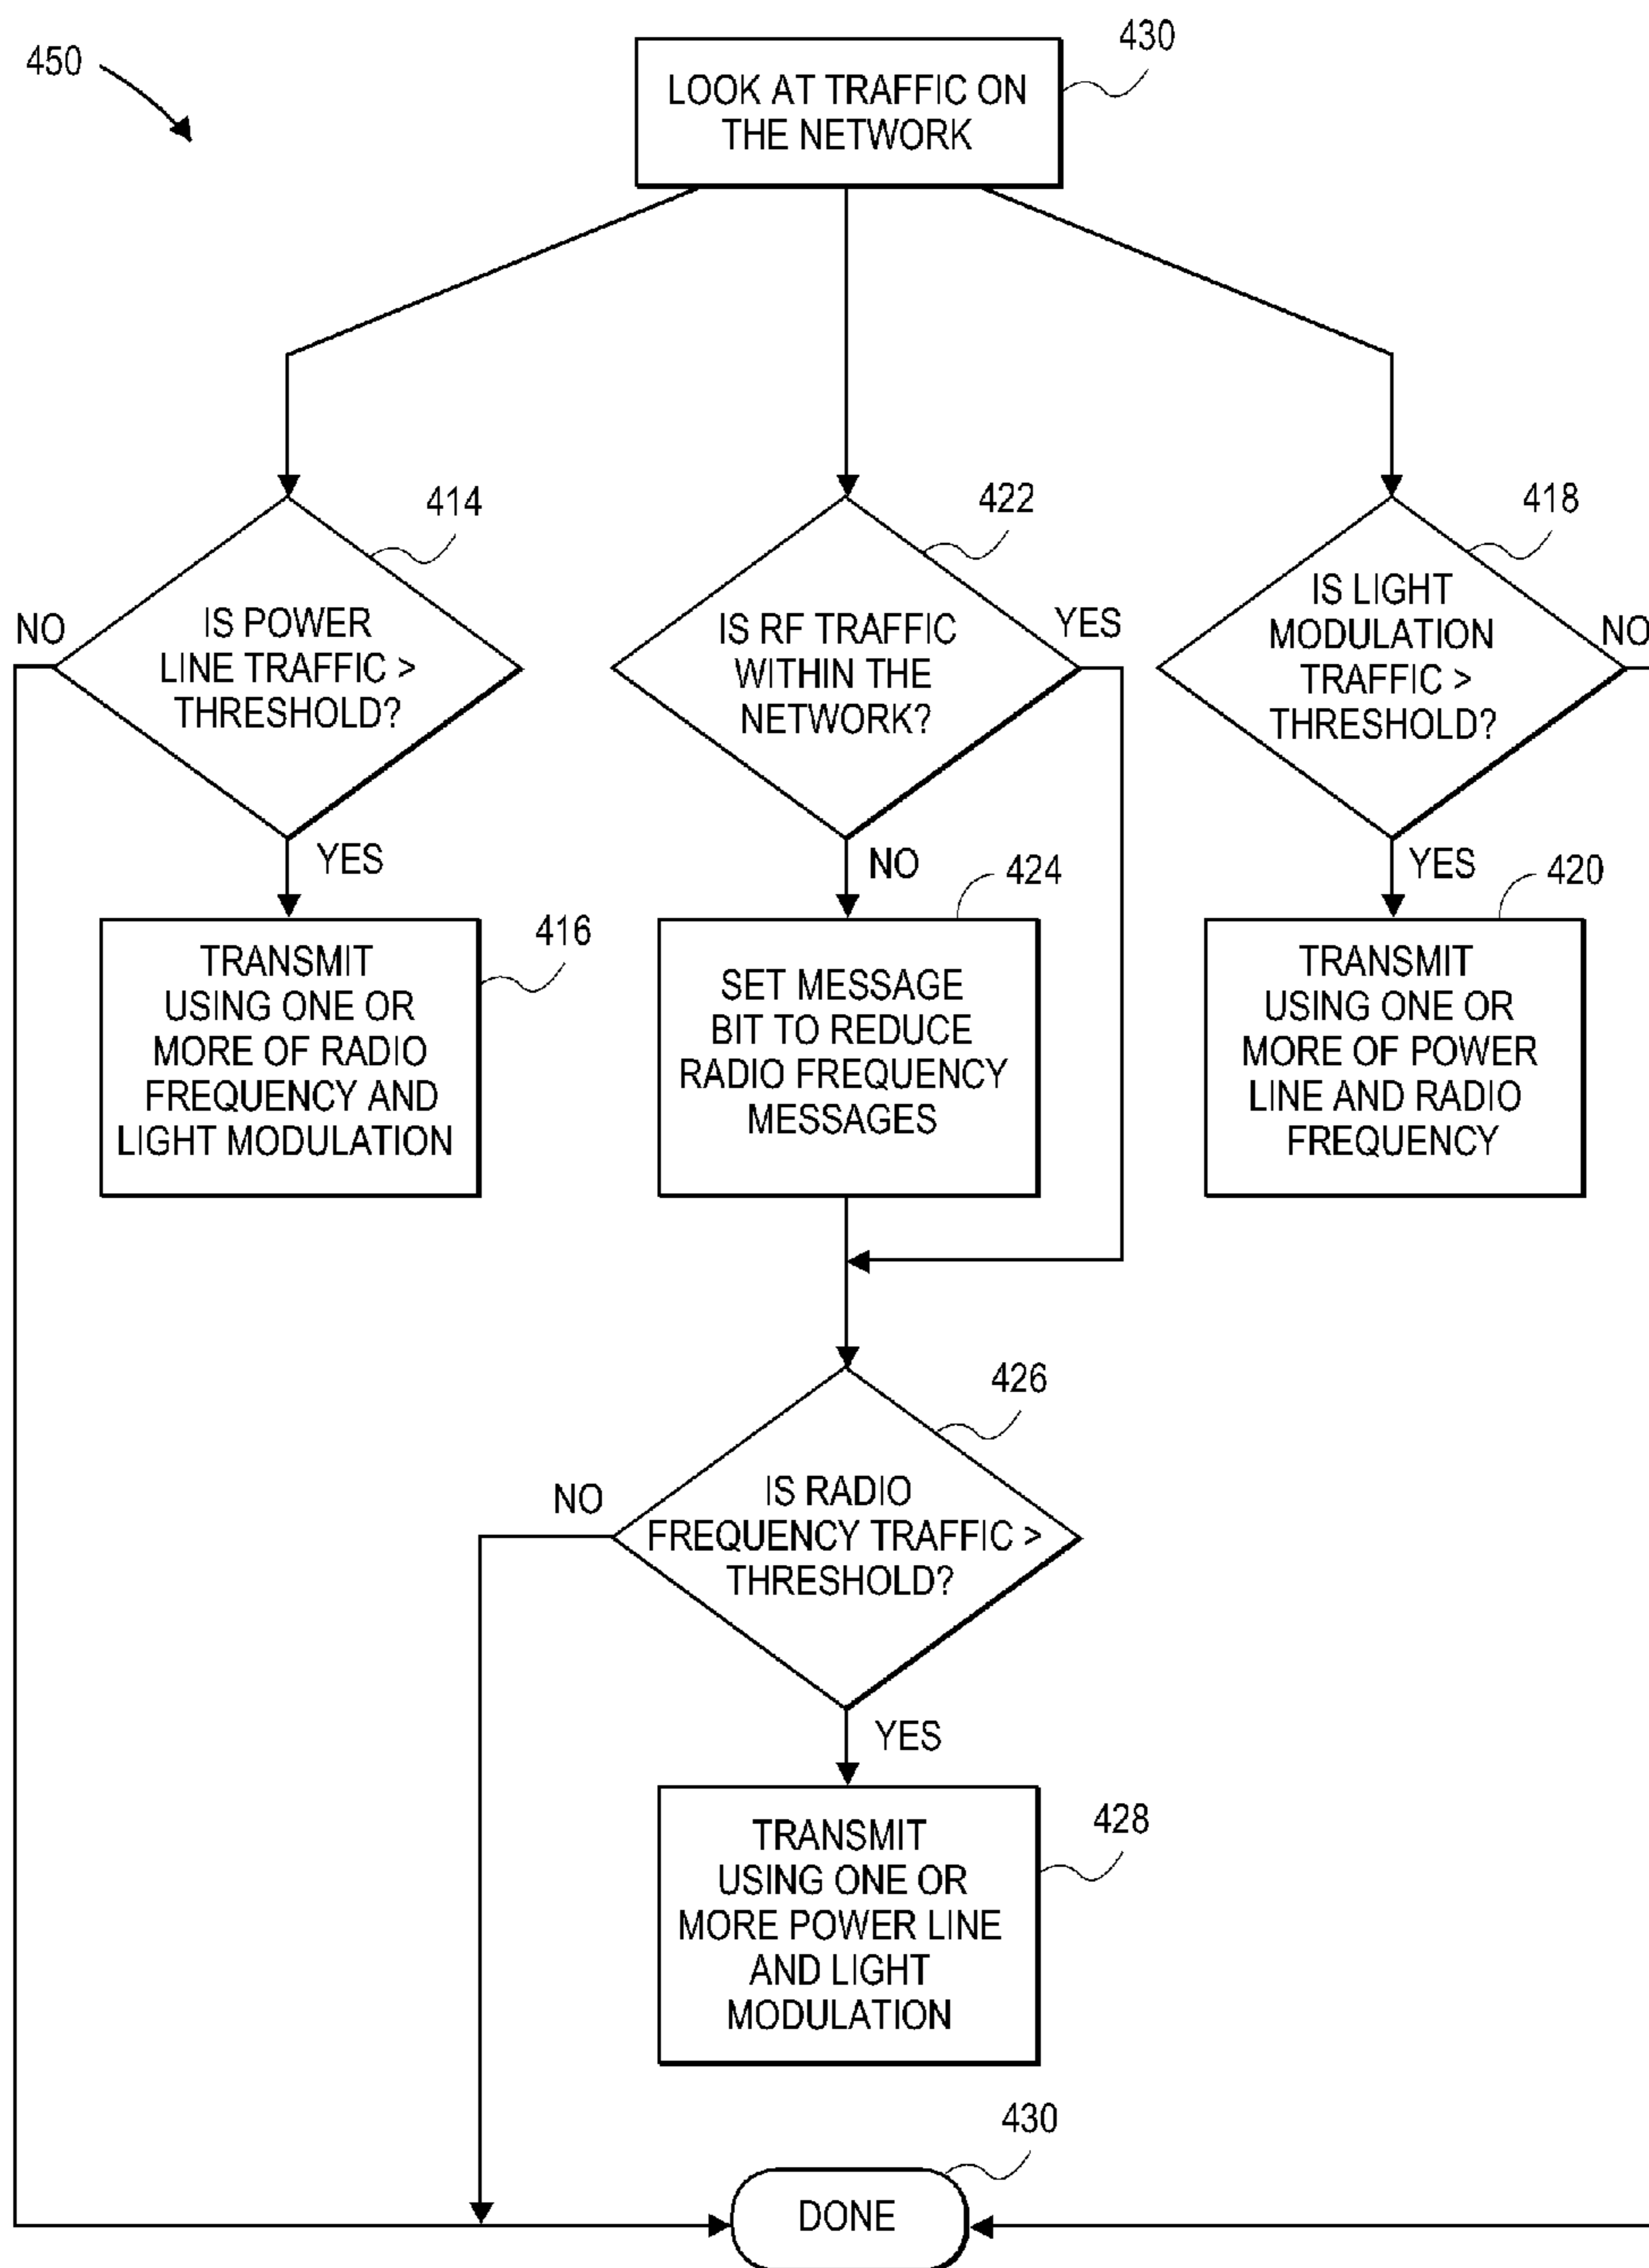 450
430
LOOK AT TRAFFIC ON
THE NETWORK
414
422
418
NO
IS POWER
LINE TRAFFIC >
THRESHOLD?
YES
IS RF TRAFFIC
WITHIN THE
NETWORK?
YES
NO
IS LIGHT
MODULATION
TRAFFIC >
THRESHOLD?
NO
YES
416
TRANSMIT
USING ONE OR
MORE OF RADIO
FREQUENCY AND
LIGHT MODULATION
424
SET MESSAGE
BIT TO REDUCE
RADIO FREQUENCY
MESSAGES
420
TRANSMIT
USING ONE OR
MORE OF POWER
LINE AND RADIO
FREQUENCY
426
NO
IS RADIO
FREQUENCY TRAFFIC >
THRESHOLD?
YES
428
TRANSMIT
USING ONE OR
MORE POWER LINE
AND LIGHT
MODULATION
430
DONE